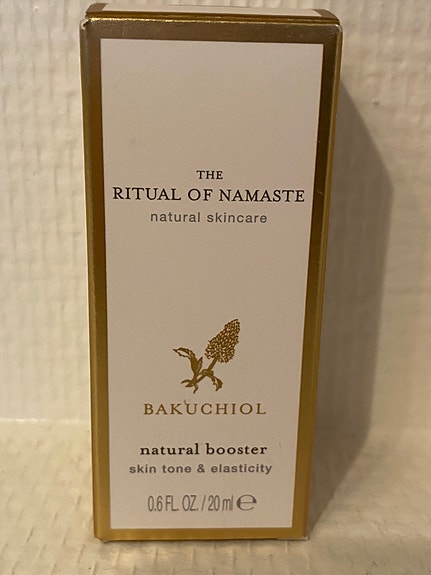 THE
RITUAL OF NAMASTE
natural skincare
BAKUCHIOL
natural booster
skin tone & elasticity
0.6 FL. OZ. / 20 ml ℮